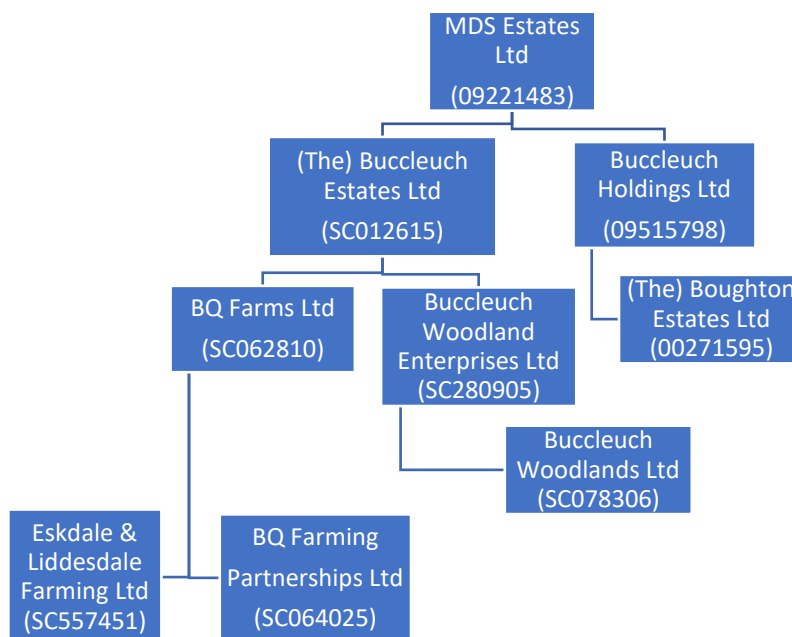 MDS Estates
Ltd
(09221483)
(The) Buccleuch
Estates Ltd
(SC012615)
Buccleuch
Holdings Ltd
(09515798)
BQ Farms Ltd
(SC062810)
Buccleuch
Woodland
Enterprises Ltd
(SC280905)
(The) Boughton
Estates Ltd
(00271595)
Buccleuch
Woodlands Ltd
(SC078306)
Eskdale &
Liddesdale
Farming Ltd
(SC557451)
BQ Farming
Partnerships Ltd
(SC064025)